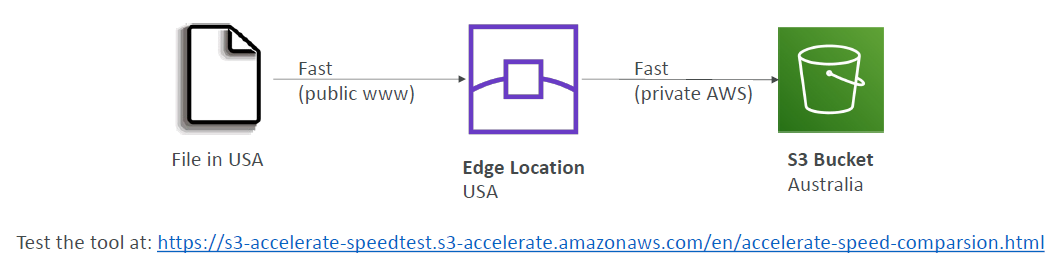 Fast
(public www)
Fast
(private AWS)
File in USA
Edge Location
USA
S3 Bucket
Australia
Test the tool at: https://s3-accelerate-speedtest.s3-accelerate.amazonaws.com/en/accelerate-speed-comparsion.html